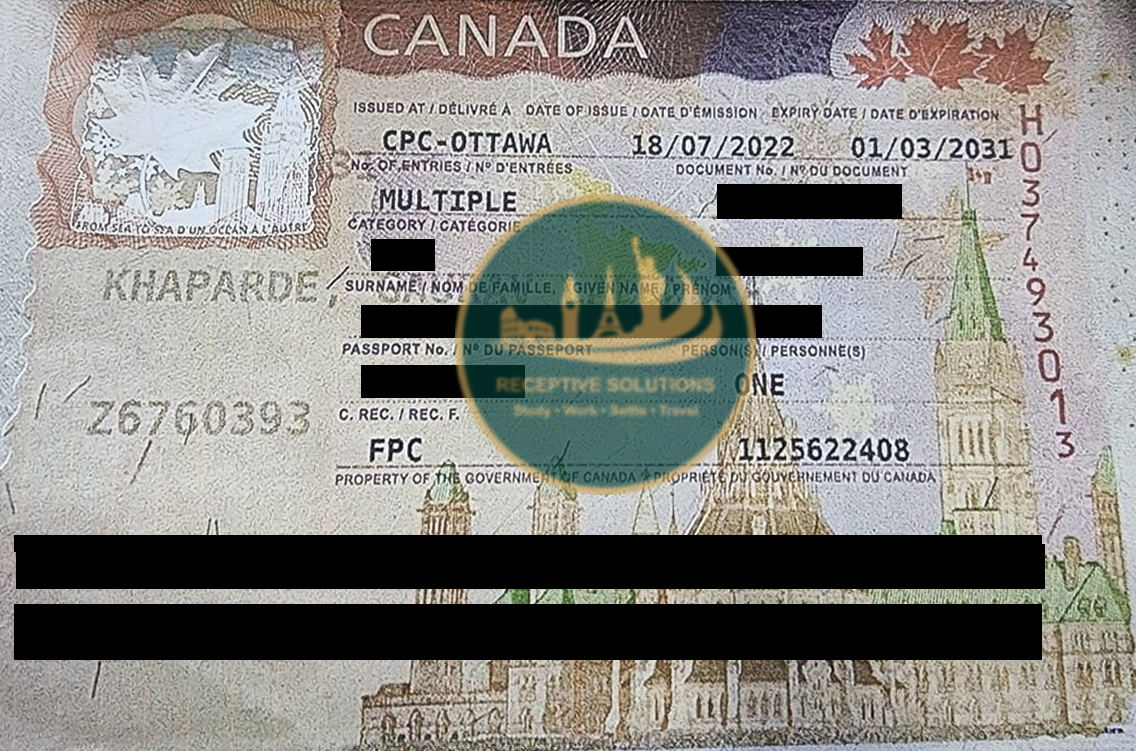 CANADA
FROM SEA TO SEA D'UN OCÉAN À L'AUTRE
ISSUED AT / DÉLIVRÉ À DATE OF ISSUE / DATE D'ÉMISSION EXPIRY DATE / DATE D'EXPIRATION
CPC-OTTAWA 18/07/2022 01/03/2031
No. OF ENTRIES / Nº D'ENTRÉES DOCUMENT No. / Nº DU DOCUMENT
MULTIPLE
CATEGORY / CATÉGORIE
KHAPARDE,
SURNAME / NOM DE FAMILLE, GIVEN NAME / PRÉNOM
PASSPORT No. / Nº DU PASSEPORT PERSON(S) / PERSONNE(S)
ONE
Z6760393
C. REC. / REC. F.
FPC 1125622408
PROPERTY OF THE GOVERNMENT OF CANADA / PROPRIÉTÉ DU GOUVERNEMENT DU CANADA
H037493013
RECEPTIVE SOLUTIONS
Study • Work • Settle • Travel